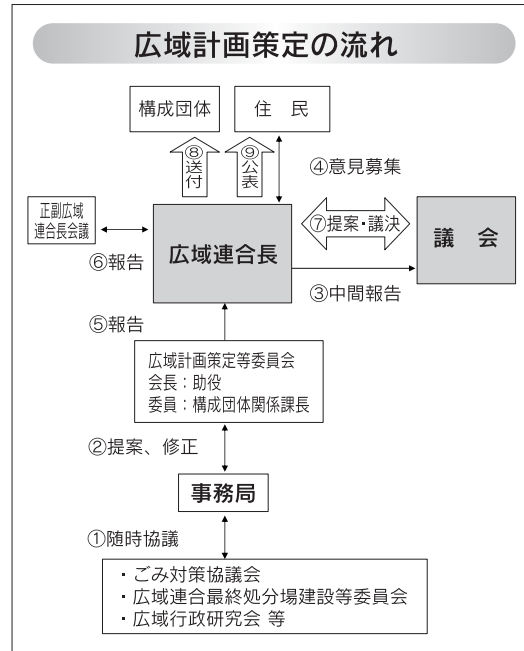 広域計画策定の流れ
構成団体
住　民
⑧送付
⑨公表
④意見募集
正副広域
連合長会議
広域連合長
⑦提案・議決
議　会
⑥報告
③中間報告
⑤報告
広域計画策定等委員会
会長：助役
委員：構成団体関係課長
②提案、修正
事務局
①随時協議
・ごみ対策協議会
・広域連合最終処分場建設等委員会
・広域行政研究会 等